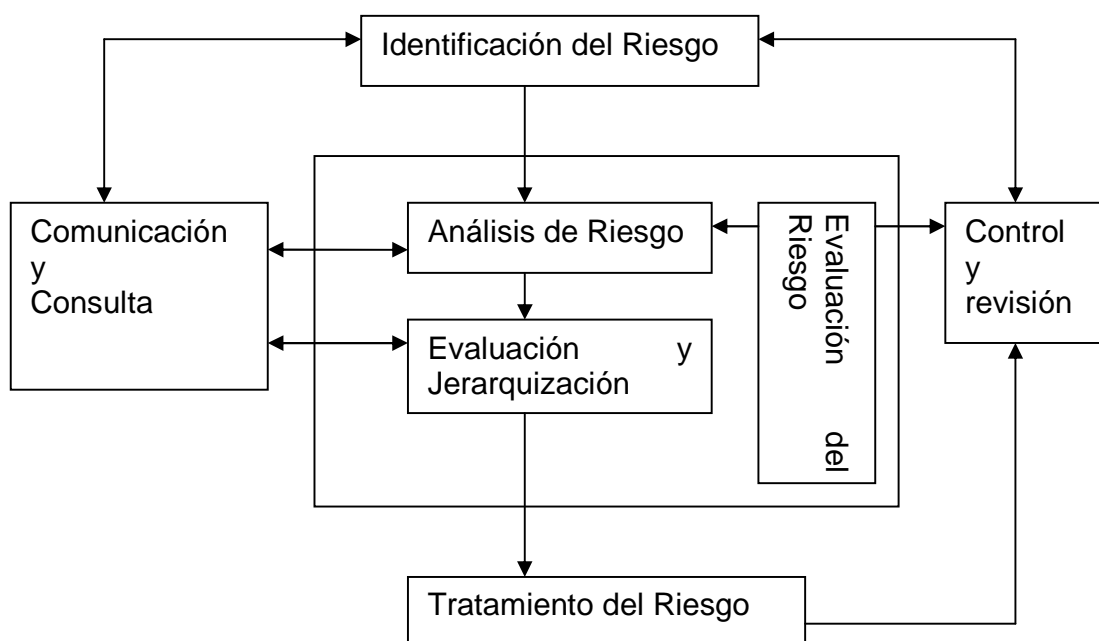 Identificación del Riesgo
Comunicación
y
Consulta
Análisis de Riesgo
Evaluación y
Jerarquización
Evaluación del
Riesgo
Control
y
revisión
Tratamiento del Riesgo